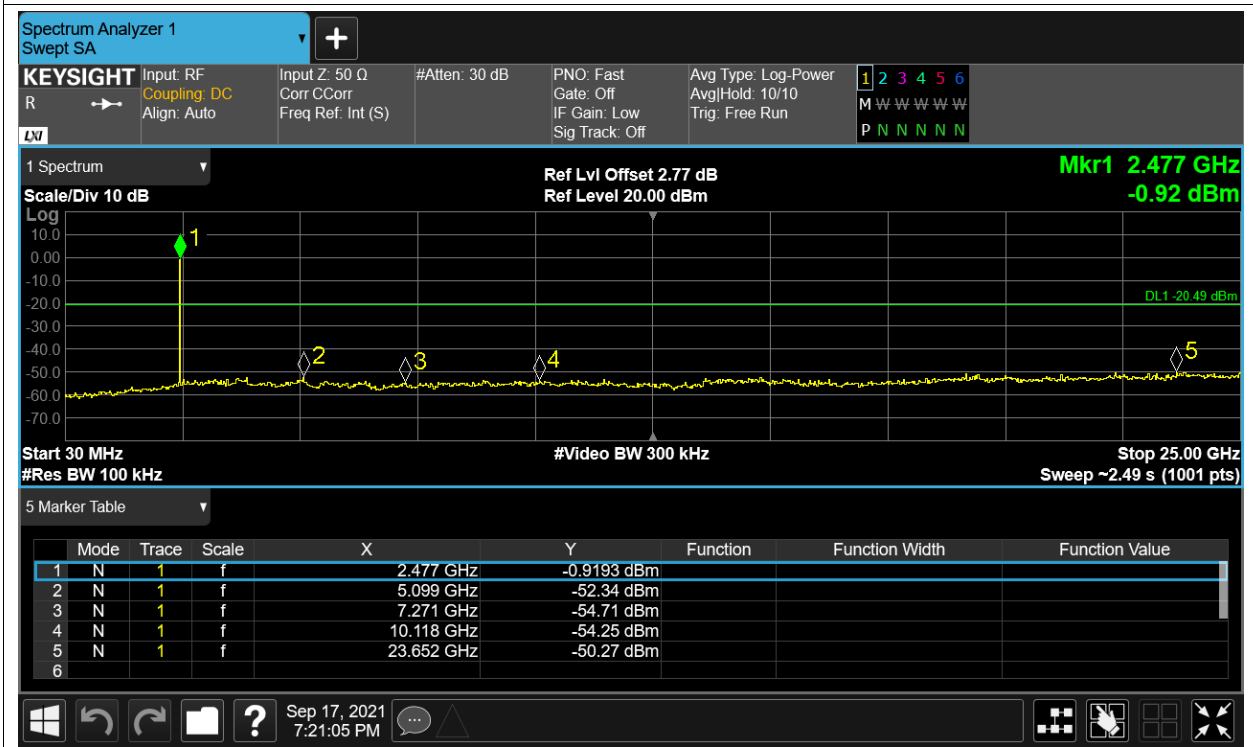 Spectrum Analyzer 1
Swept SA
+
KEYSIGHT
R
LXI
Input: RF
Coupling: DC
Align: Auto
Input Z: 50 Ω
Corr CCorr
Freq Ref: Int (S)
#Atten: 30 dB
PNO: Fast
Gate: Off
IF Gain: Low
Sig Track: Off
Avg Type: Log-Power
Avg|Hold: 10/10
Trig: Free Run
1 2 3 4 5 6
M W W W W W
P N N N N N
1 Spectrum
Scale/Div 10 dB
Ref Lvl Offset 2.77 dB
Ref Level 20.00 dBm
Mkr1 2.477 GHz
-0.92 dBm
Log
10.0
0.00
-10.0
-20.0
-30.0
-40.0
-50.0
-60.0
-70.0
1
2
3
4
5
DL1 -20.49 dBm
Start 30 MHz
#Video BW 300 kHz
Stop 25.00 GHz
#Res BW 100 kHz
Sweep ~2.49 s (1001 pts)
5 Marker Table
Mode Trace Scale X Y Function Function Width Function Value
1 N 1 f 2.477 GHz -0.9193 dBm
2 N 1 f 5.099 GHz -52.34 dBm
3 N 1 f 7.271 GHz -54.71 dBm
4 N 1 f 10.118 GHz -54.25 dBm
5 N 1 f 23.652 GHz -50.27 dBm
6
?
Sep 17, 2021
7:21:05 PM